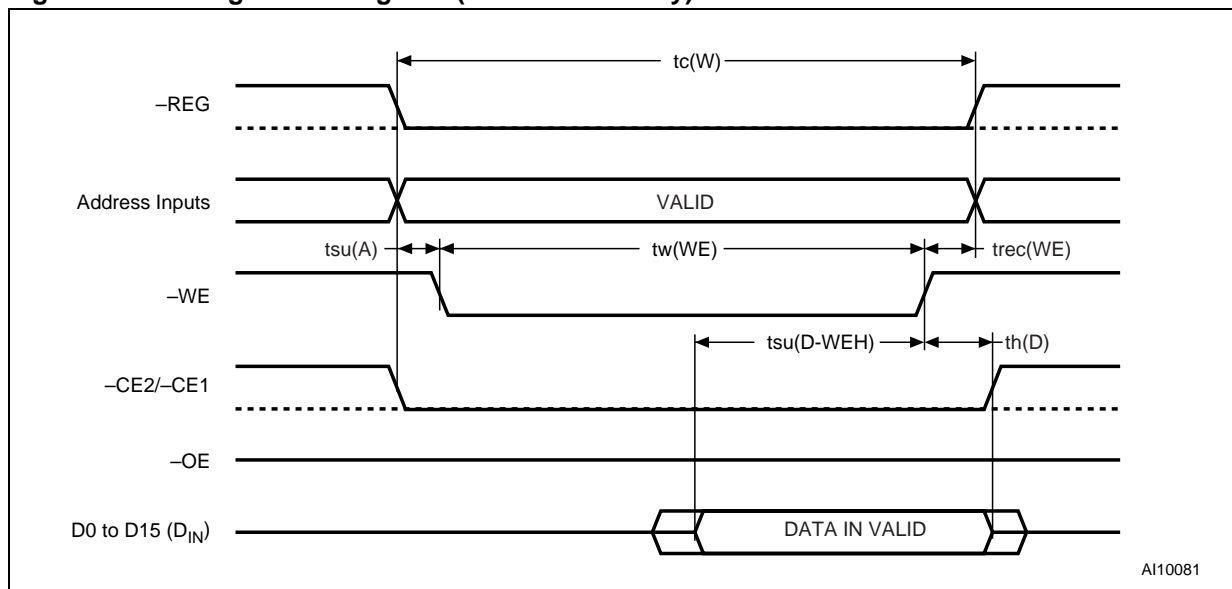 tc(W)
–REG
Address Inputs
VALID
tsu(A)
tw(WE)
trec(WE)
–WE
tsu(D-WEH)
th(D)
–CE2/–CE1
–OE
D0 to D15 (DIN)
DATA IN VALID
AI10081